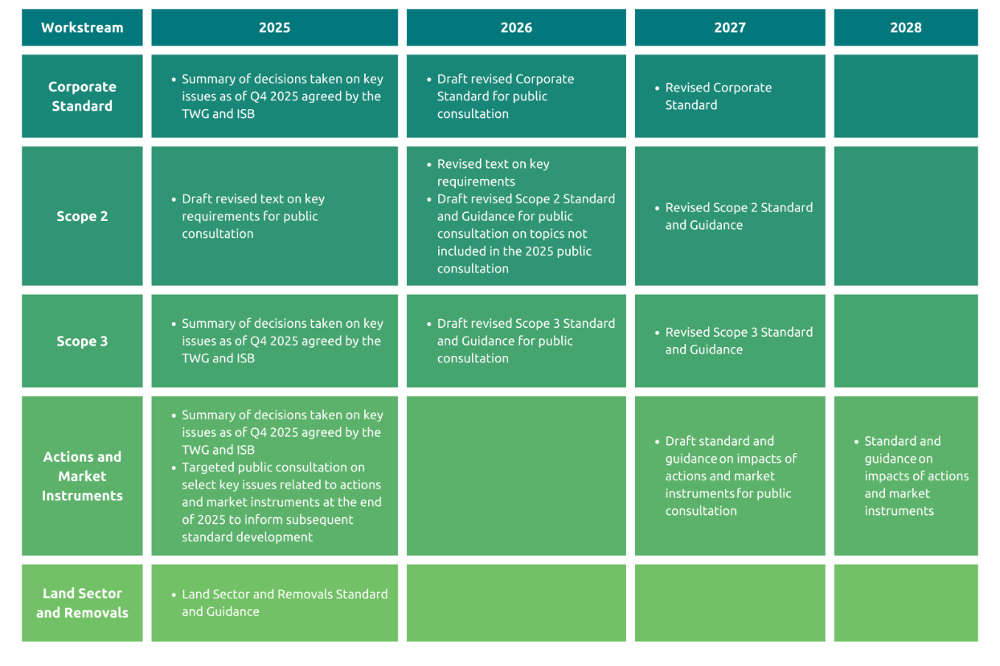 Workstream
2025
2026
2027
2028
Corporate
Standard
• Summary of decisions taken on key
issues as of Q4 2025 agreed by the
TWG and ISB
• Draft revised Corporate
Standard for public
consultation
• Revised Corporate
Standard
Scope 2
• Draft revised text on key
requirements for public
consultation
• Revised text on key
requirements
• Draft revised Scope 2 Standard
and Guidance for public
consultation on topics not
included in the 2025 public
consultation
• Revised Scope 2 Standard
and Guidance
Scope 3
• Summary of decisions taken on key
issues as of Q4 2025 agreed by the
TWG and ISB
• Draft revised Scope 3 Standard
and Guidance for public
consultation
• Revised Scope 3 Standard
and Guidance
Actions and
Market
Instruments
• Summary of decisions taken on key
issues as of Q4 2025 agreed by the
TWG and ISB
• Targeted public consultation on
select key issues related to actions
and market instruments at the end
of 2025 to inform subsequent
standard development
• Draft standard and
guidance on impacts of
actions and market
instruments for public
consultation
• Standard and
guidance on
impacts of actions
and market
instruments
Land Sector
and Removals
• Land Sector and Removals Standard
and Guidance